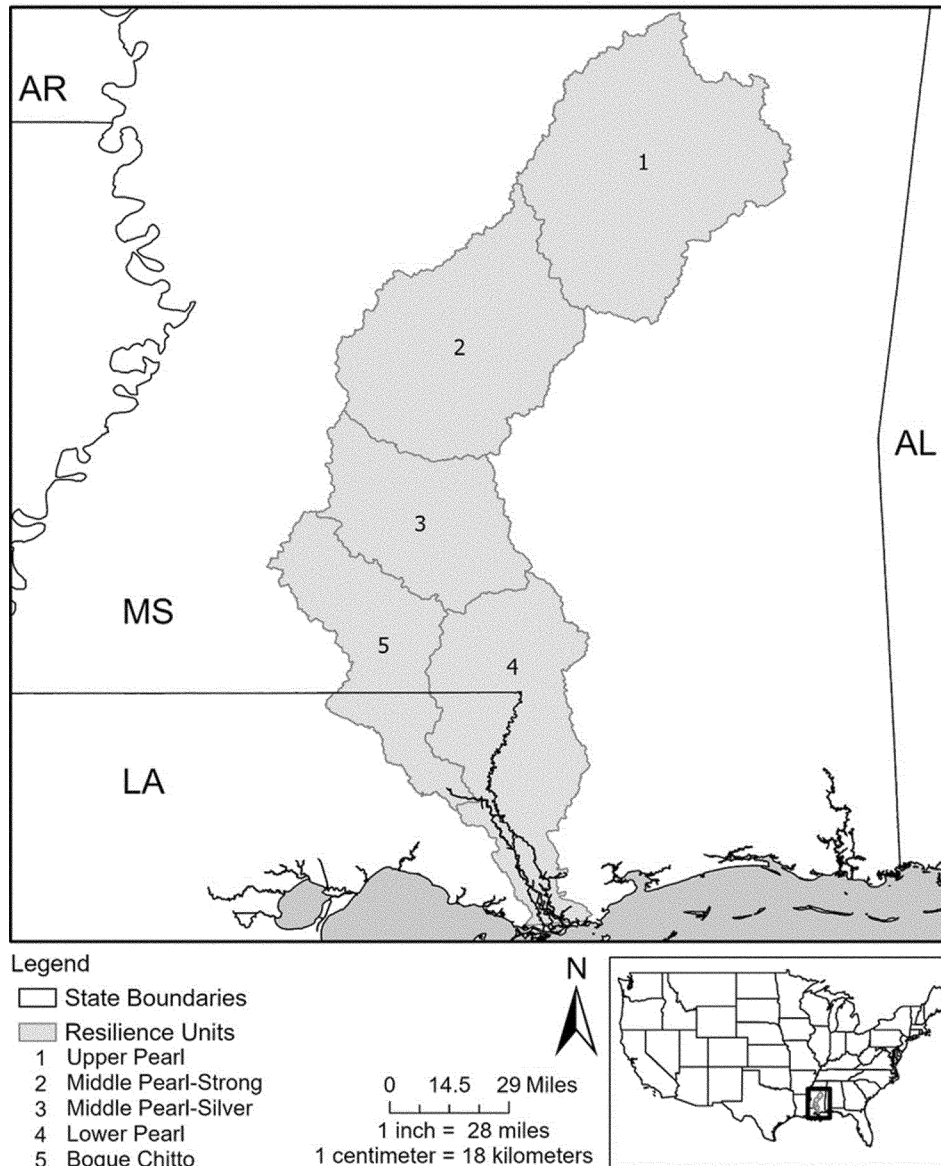 AR
1
2
AL
3
MS
5
4
LA
Legend
State Boundaries
Resilience Units
1 Upper Pearl
2 Middle Pearl-Strong
3 Middle Pearl-Silver
4 Lower Pearl
5 Bogue Chitto
N
0 14.5 29 Miles
1 inch = 28 miles
1 centimeter = 18 kilometers